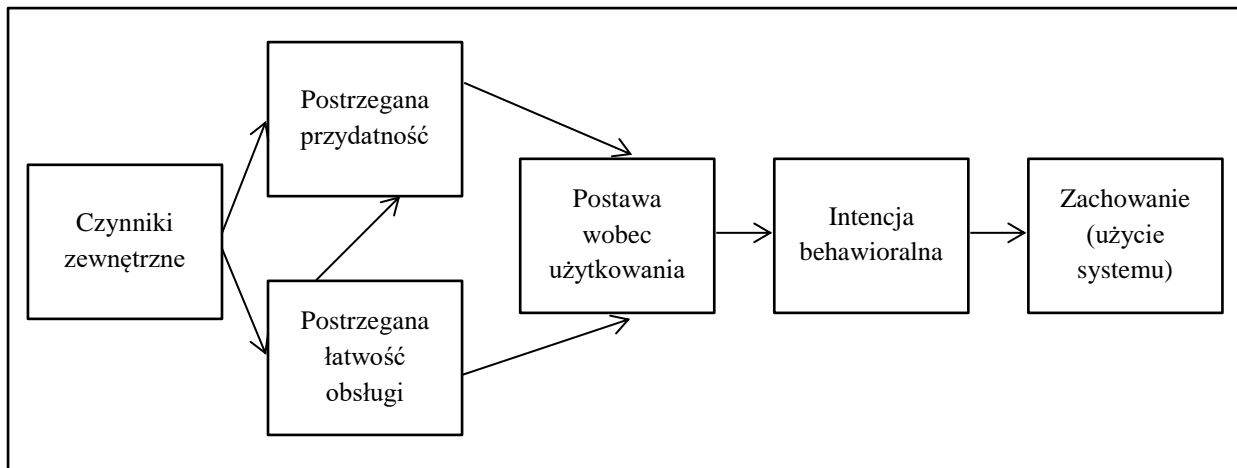 Czynniki
zewnętrzne
Postrzegana
przydatność
Postrzegana
łatwość
obsługi
Postawa
wobec
użytkowania
Intencja
behawioralna
Zachowanie
(użycie
systemu)